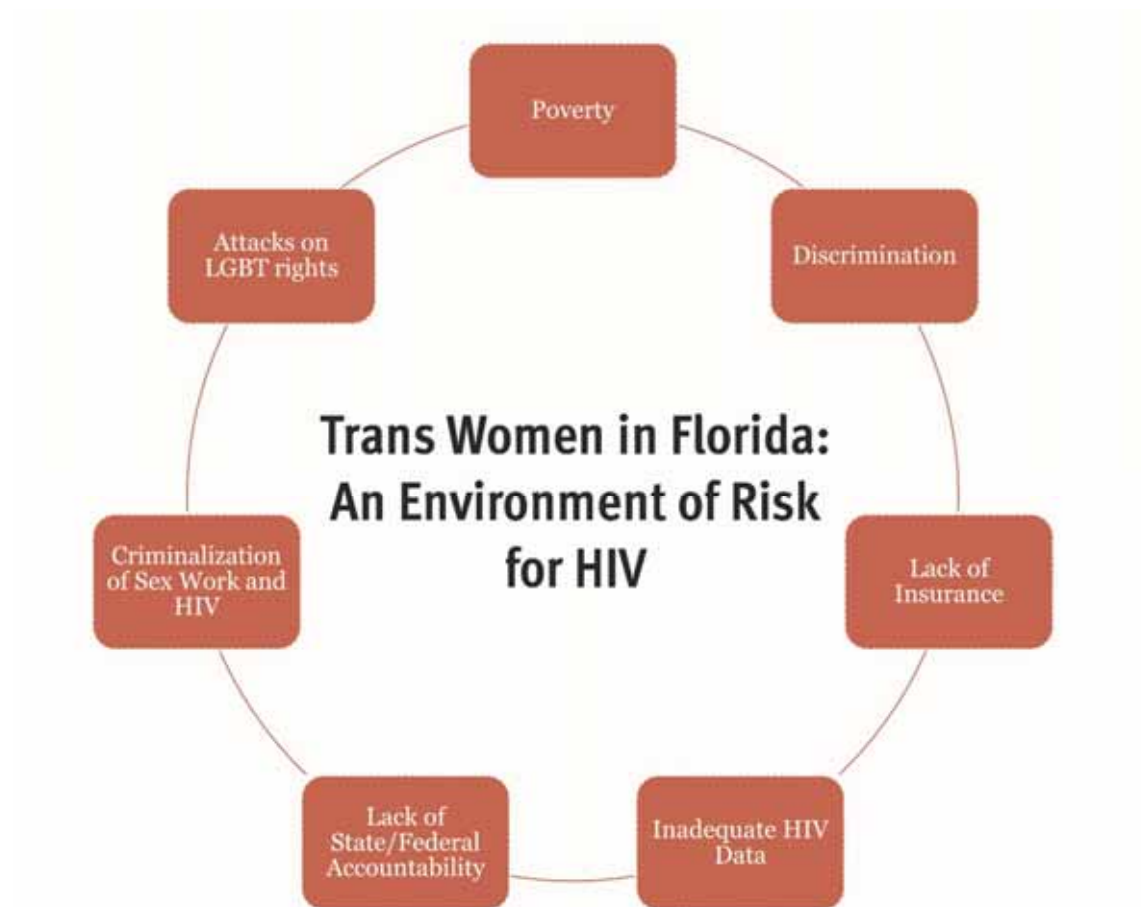 Poverty
Discrimination
Lack of
Insurance
Inadequate HIV
Data
Lack of
State/Federal
Accountability
Criminalization
of Sex Work and
HIV
Attacks on
LGBT rights
Trans Women in Florida:
An Environment of Risk
for HIV